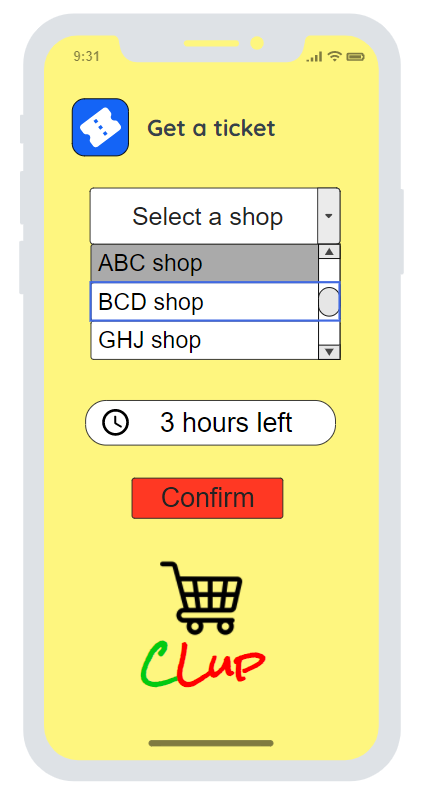 9:31
Get a ticket
Select a shop
ABC shop
BCD shop
GHJ shop
3 hours left
Confirm
CLup